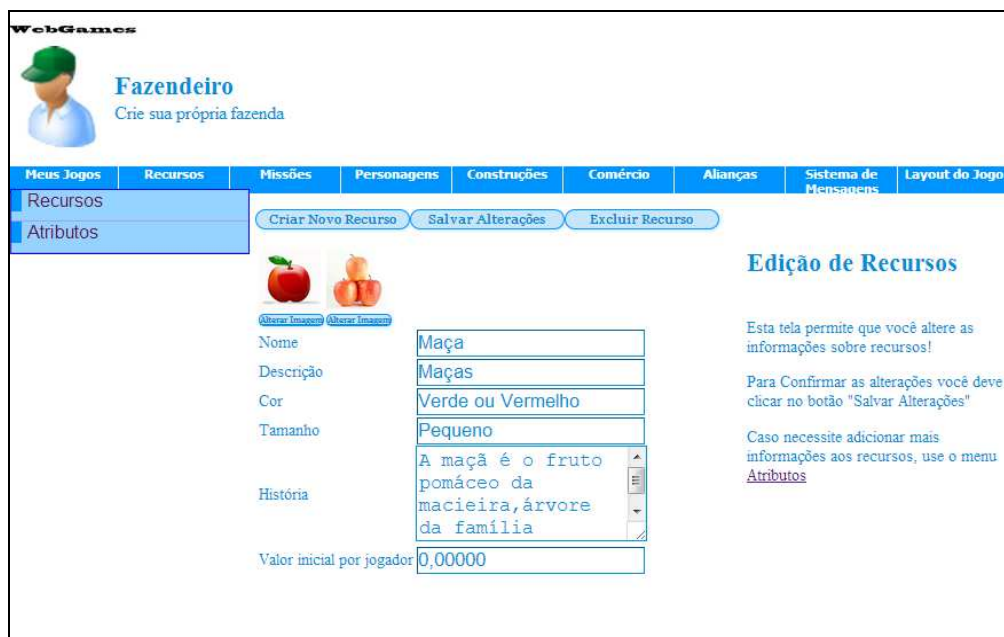 WebGames
Fazendeiro
Crie sua própria fazenda
Meus Jogos
Recursos
Missões
Personagens
Construções
Comércio
Alianças
Sistema de
Mensagens
Layout do Jogo
Recursos
Atributos
Criar Novo Recurso
Salvar Alterações
Excluir Recurso
Alterar Imagem
Alterar Imagem
Nome
Maça
Descrição
Maças
Cor
Verde ou Vermelho
Tamanho
Pequeno
História
A maçã é o fruto
pomáceo da
macieira,árvore
da família
Valor inicial por jogador
0,00000
Edição de Recursos
Esta tela permite que você altere as
informações sobre recursos!
Para Confirmar as alterações você deve
clicar no botão "Salvar Alterações"
Caso necessite adicionar mais
informações aos recursos, use o menu
Atributos